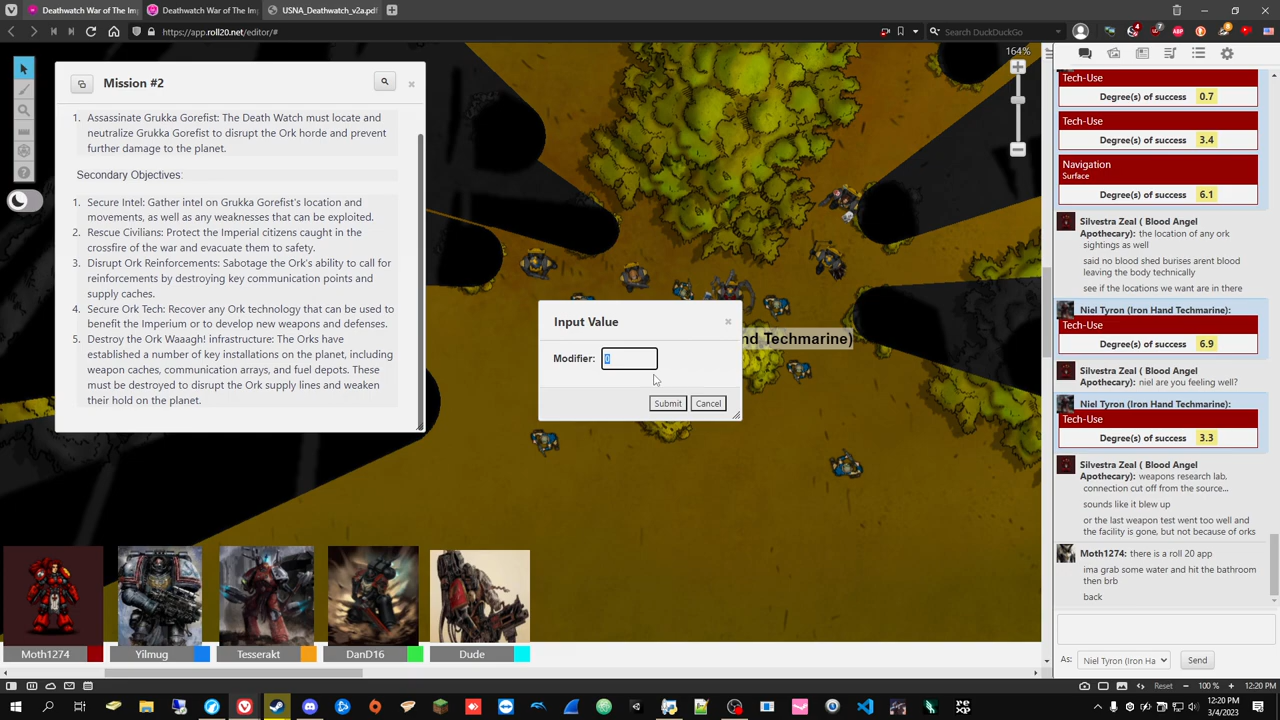 Deathwatch War of The Im
Deathwatch War of The Im
USNA_Deathwatch_v2a.pdf
https://app.roll20.net/editor/#
Search DuckDuckGo
Mission #2
1. Assassinate Grukka Gorefist: The Death Watch must locate and
neutralize Grukka Gorefist to disrupt the Ork horde and prevent
further damage to the planet.
Secondary Objectives:
1. Secure Intel: Gather intel on Grukka Gorefist's location and
movements, as well as any weaknesses that can be exploited.
2. Rescue Civilians: Protect the Imperial citizens caught in the
crossfire of the war and evacuate them to safety.
3. Disrupt Ork Reinforcements: Sabotage the Ork's ability to call for
reinforcements by destroying key communication points and
supply caches.
4. Secure Ork Tech: Recover any Ork technology that can be used to
benefit the Imperium or to develop new weapons and defenses.
5. Destroy the Ork Waaagh! infrastructure: The Orks have
established a number of key installations on the planet, including
weapon caches, communication arrays, and fuel depots. These
must be destroyed to disrupt the Ork supply lines and weaken
their hold on the planet.
164%
nd Techmarine)
Input Value
Modifier: 0
Submit
Cancel
Moth1274
Yilmug
Tesserakt
DanD16
Dude
Tech-Use
Degree(s) of success 0.7
Tech-Use
Degree(s) of success 3.4
Navigation
Surface
Degree(s) of success 6.1
Silvestra Zeal ( Blood Angel
Apothecary): the location of any ork
sightings as well
said no blood shed burises arent blood
leaving the body technically
see if the locations we want are in there
Niel Tyron (Iron Hand Techmarine):
Tech-Use
Degree(s) of success 6.9
Silvestra Zeal ( Blood Angel
Apothecary): niel are you feeling well?
Niel Tyron (Iron Hand Techmarine):
Tech-Use
Degree(s) of success 3.3
Silvestra Zeal ( Blood Angel
Apothecary): weapons research lab,
connection cut off from the source...
sounds like it blew up
or the last weapon test went too well and
the facility is gone, but not because of orks
Moth1274: there is a roll 20 app
ima grab some water and hit the bathroom
then brb
back
As: Niel Tyron (Iron Ha
Send
Reset
100 %
12:20 PM
12:20 PM
3/4/2023